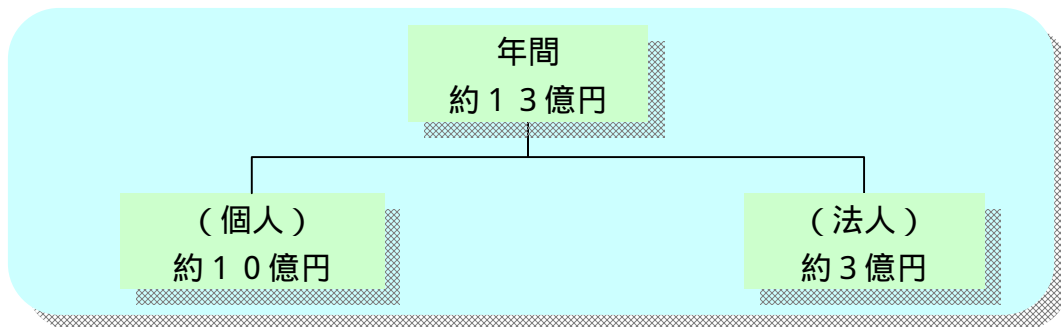 年間
約１３億円
（個人）
約１０億円
（法人）
約３億円